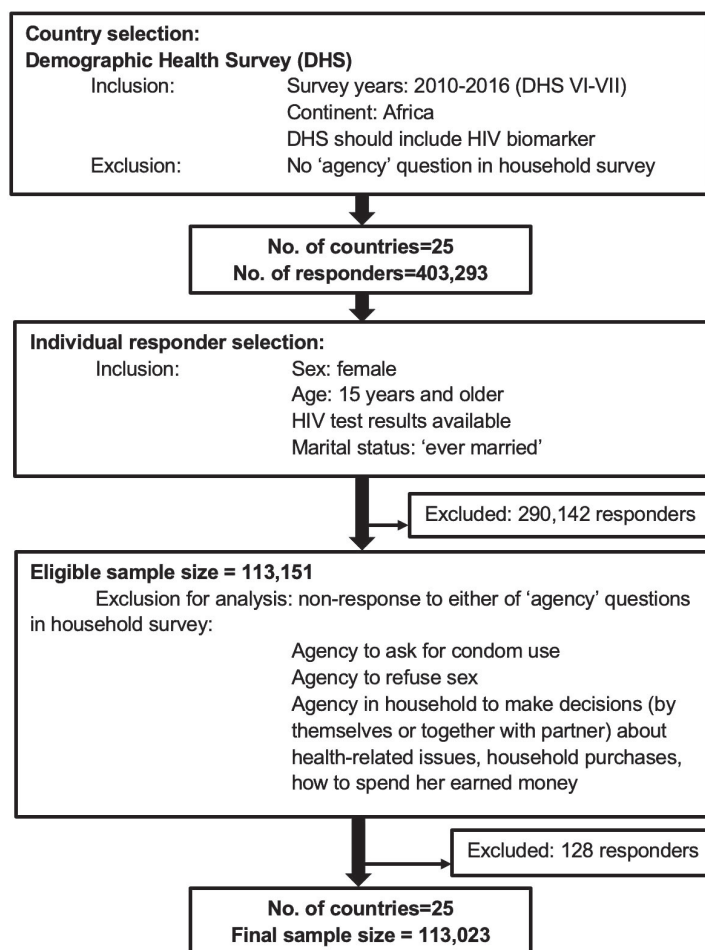 Country selection:
Demographic Health Survey (DHS)
Inclusion: Survey years: 2010-2016 (DHS VI-VII)
Continent: Africa
DHS should include HIV biomarker
Exclusion: No ‘agency’ question in household survey
No. of countries=25
No. of responders=403,293
Individual responder selection:
Inclusion: Sex: female
Age: 15 years and older
HIV test results available
Marital status: ‘ever married’
Excluded: 290,142 responders
Eligible sample size = 113,151
Exclusion for analysis: non-response to either of ‘agency’ questions
in household survey:
Agency to ask for condom use
Agency to refuse sex
Agency in household to make decisions (by
themselves or together with partner) about
health-related issues, household purchases,
how to spend her earned money
Excluded: 128 responders
No. of countries=25
Final sample size = 113,023